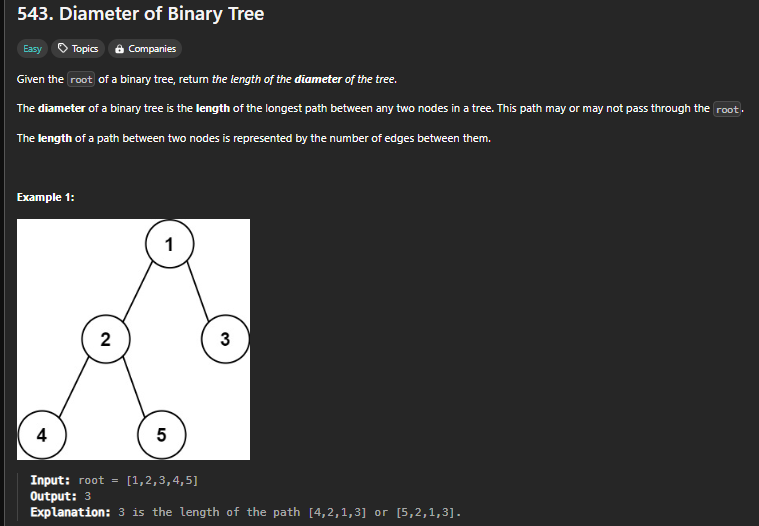 543. Diameter of Binary Tree
Easy Topics Companies
Given the root of a binary tree, return the length of the diameter of the tree.
The diameter of a binary tree is the length of the longest path between any two nodes in a tree. This path may or may not pass through the root.
The length of a path between two nodes is represented by the number of edges between them.
Example 1:
1
2 3
4 5
Input: root = [1,2,3,4,5]
Output: 3
Explanation: 3 is the length of the path [4,2,1,3] or [5,2,1,3].